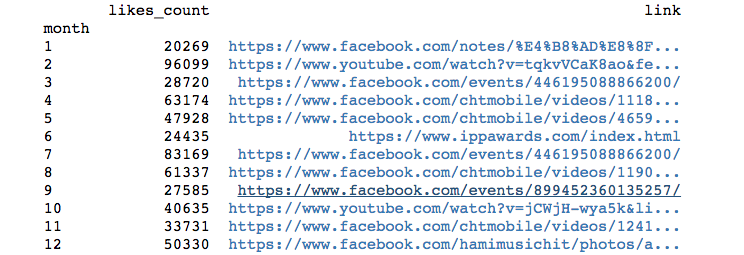 likes_count link
month
1 20269 https://www.facebook.com/notes/%E4%B8%AD%E8%8F...
2 96099 https://www.youtube.com/watch?v=tqkvVCaK8ao&fe...
3 28720 https://www.facebook.com/events/446195088866200/
4 63174 https://www.facebook.com/chtmobile/videos/1118...
5 47928 https://www.facebook.com/chtmobile/videos/4659...
6 24435 https://www.ippawards.com/index.html
7 83169 https://www.facebook.com/events/446195088866200/
8 61337 https://www.facebook.com/chtmobile/videos/1190...
9 27585 https://www.facebook.com/events/899452360135257/
10 40635 https://www.youtube.com/watch?v=jCWjH-wya5k&li...
11 33731 https://www.facebook.com/chtmobile/videos/1241...
12 50330 https://www.facebook.com/hamimusichit/photos/a...